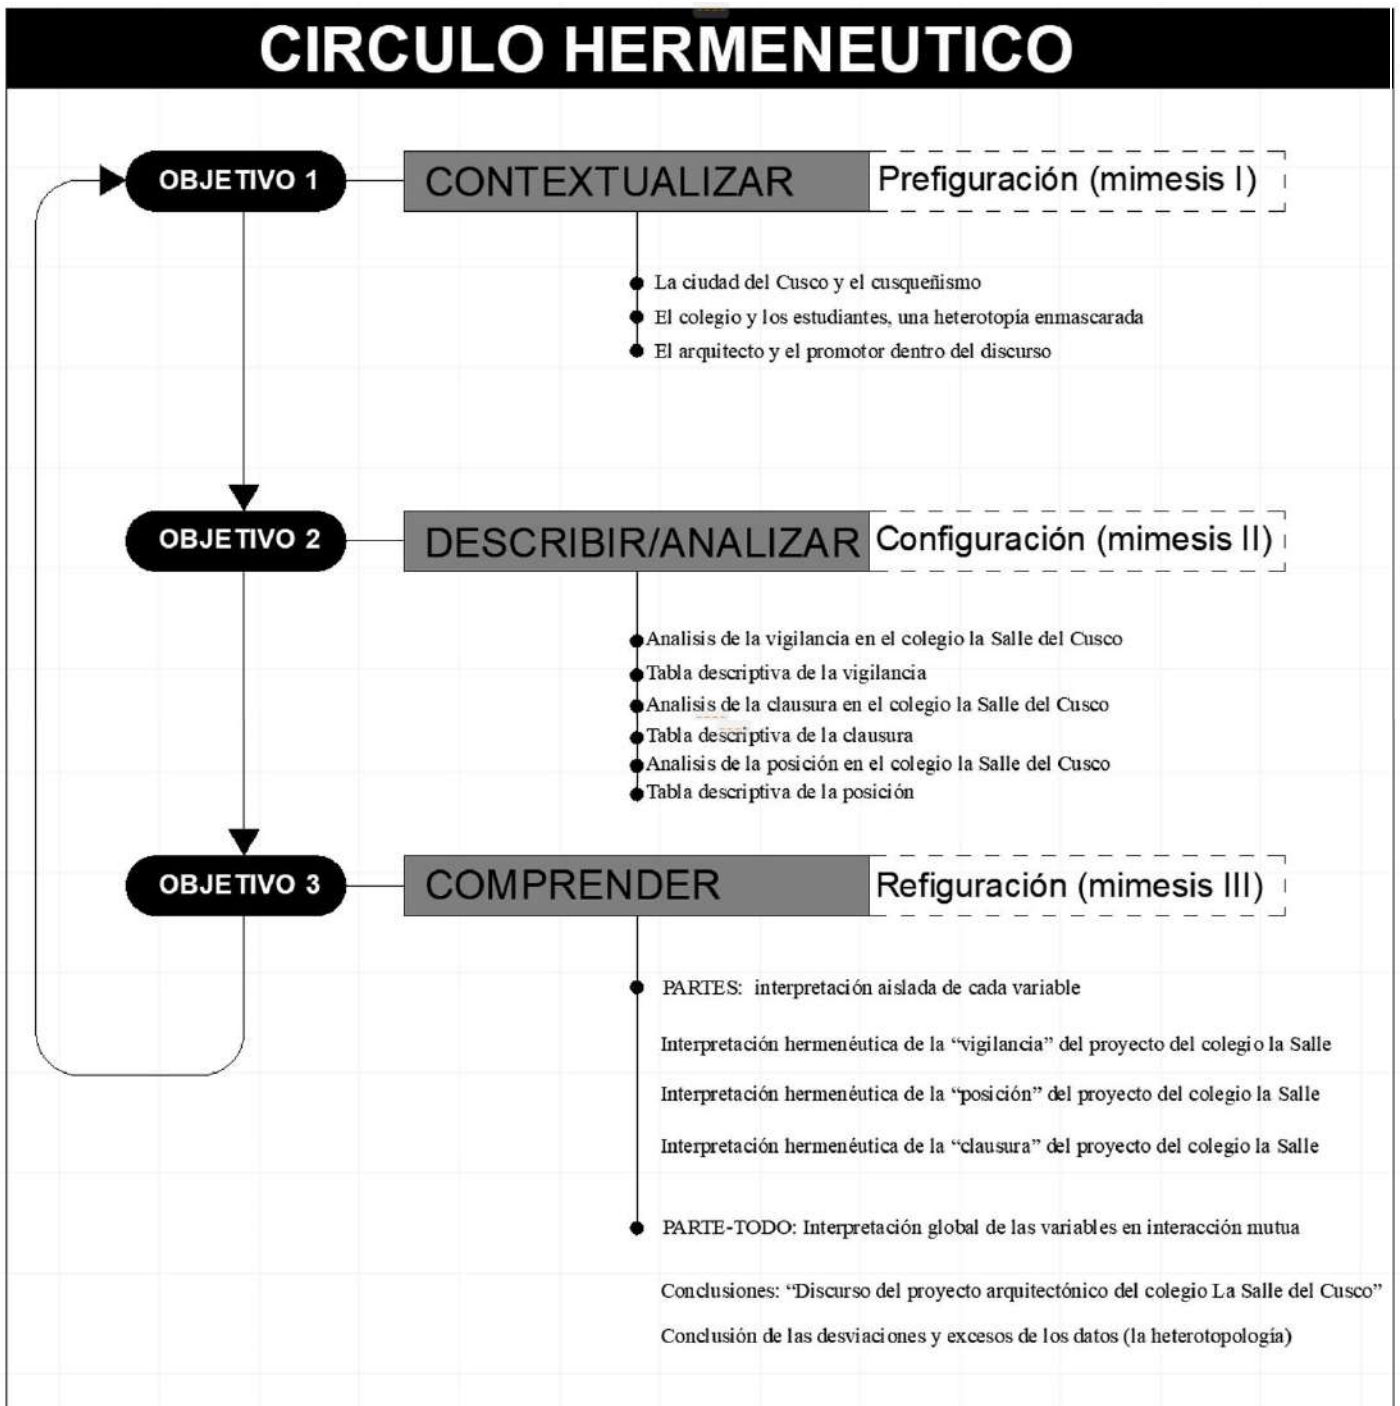 CIRCULO HERMENEUTICO
OBJETIVO 1
CONTEXTUALIZAR
Prefiguración (mimesis I)
La ciudad del Cusco y el cusqueñismo
El colegio y los estudiantes, una heterotopía enmascarada
El arquitecto y el promotor dentro del discurso
OBJETIVO 2
DESCRIBIR/ANALIZAR
Configuración (mimesis II)
Analisis de la vigilancia en el colegio la Salle del Cusco
Tabla descriptiva de la vigilancia
Analisis de la clausura en el colegio la Salle del Cusco
Tabla descriptiva de la clausura
Analisis de la posición en el colegio la Salle del Cusco
Tabla descriptiva de la posición
OBJETIVO 3
COMPRENDER
Refiguración (mimesis III)
PARTES: interpretación aislada de cada variable
Interpretación hermenéutica de la “vigilancia” del proyecto del colegio la Salle
Interpretación hermenéutica de la “posición” del proyecto del colegio la Salle
Interpretación hermenéutica de la “clausura” del proyecto del colegio la Salle
PARTE-TODO: Interpretación global de las variables en interacción mutua
Conclusiones: “Discurso del proyecto arquitectónico del colegio La Salle del Cusco”
Conclusión de las desviaciones y excesos de los datos (la heterotopología)